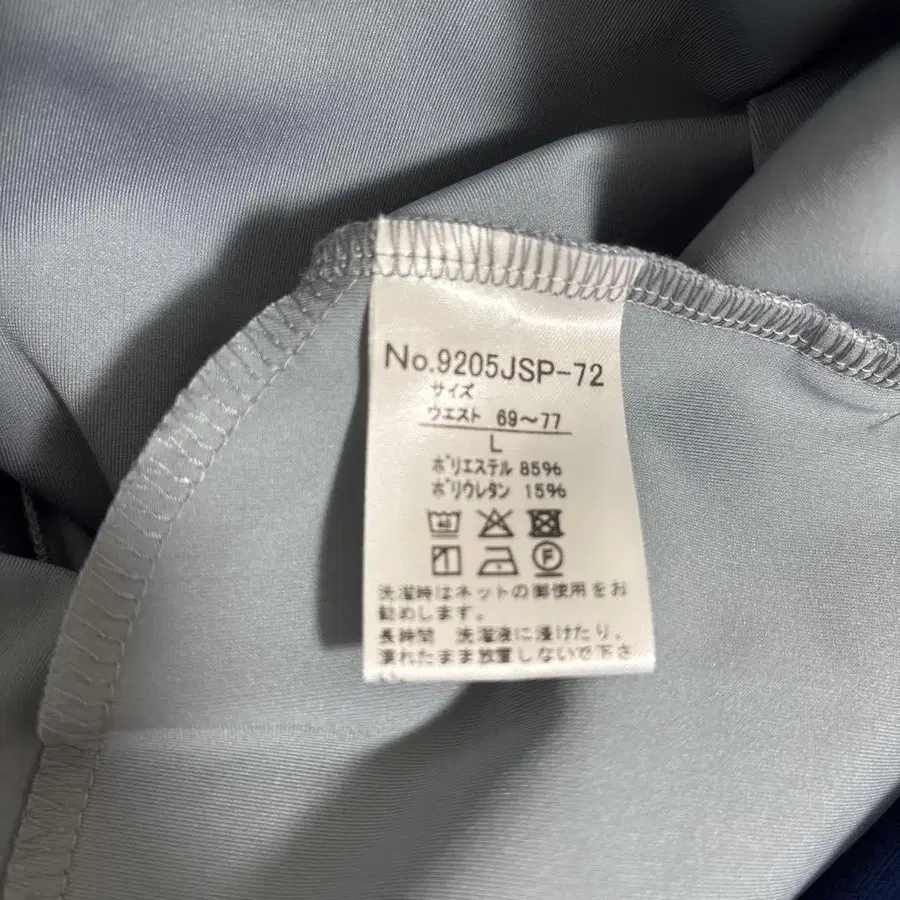 No.9205JSP-72
サイズ
ウエスト 69～77
L
ポリエステル 85%
ポリウレタン 15%
40
F
洗濯時はネットの御使用をお
勧めします。
長時間 洗濯液に浸けたり、
濡れたまま放置しないで下さ